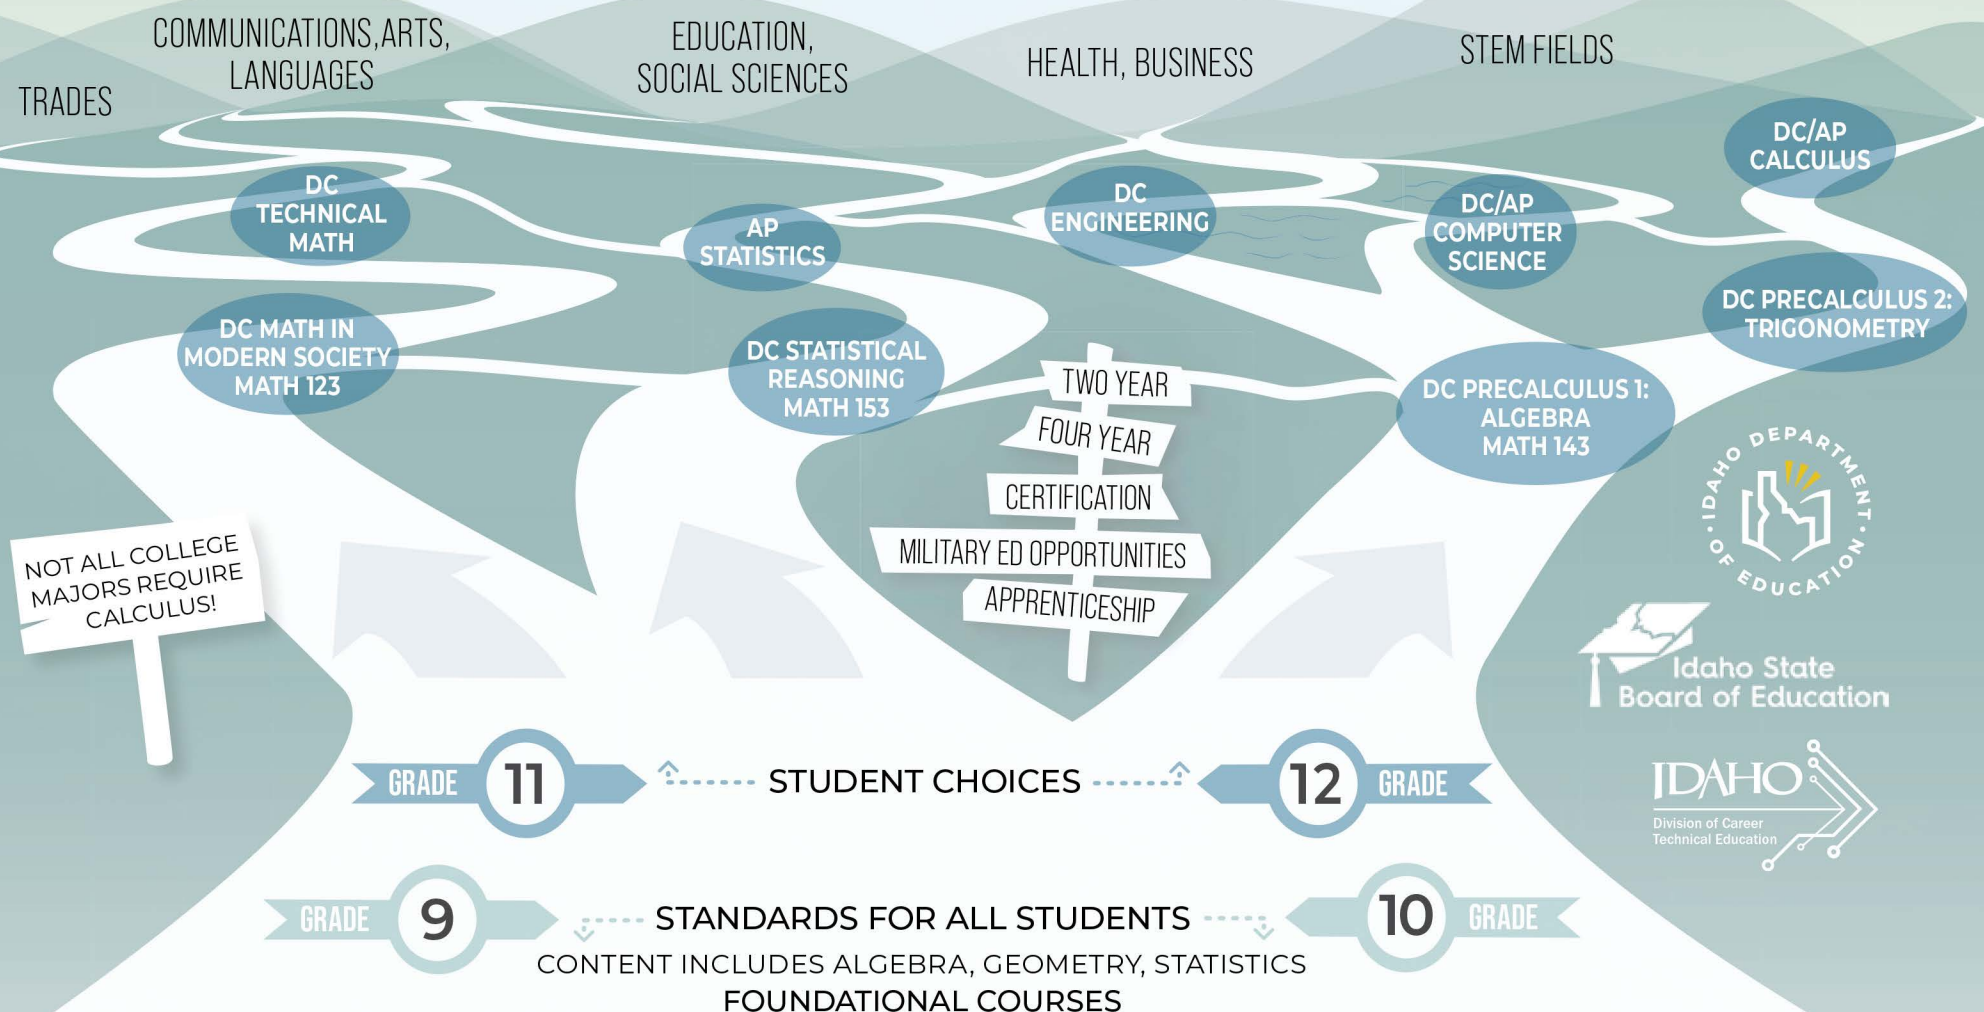 TRADES
COMMUNICATIONS, ARTS,
LANGUAGES
EDUCATION,
SOCIAL SCIENCES
HEALTH, BUSINESS
STEM FIELDS
DC
TECHNICAL
MATH
AP
STATISTICS
DC
ENGINEERING
DC/AP
COMPUTER
SCIENCE
DC/AP
CALCULUS
DC MATH IN
MODERN SOCIETY
MATH 123
DC STATISTICAL
REASONING
MATH 153
DC PRECALCULUS 1:
ALGEBRA
MATH 143
DC PRECALCULUS 2:
TRIGONOMETRY
TWO YEAR
FOUR YEAR
CERTIFICATION
MILITARY ED OPPORTUNITIES
APPRENTICESHIP
NOT ALL COLLEGE
MAJORS REQUIRE
CALCULUS!
IDAHO DEPARTMENT
OF EDUCATION
Idaho State
Board of Education
IDAHO
Division of Career
Technical Education
GRADE 11
STUDENT CHOICES
12 GRADE
GRADE 9
STANDARDS FOR ALL STUDENTS
10 GRADE
CONTENT INCLUDES ALGEBRA, GEOMETRY, STATISTICS
FOUNDATIONAL COURSES